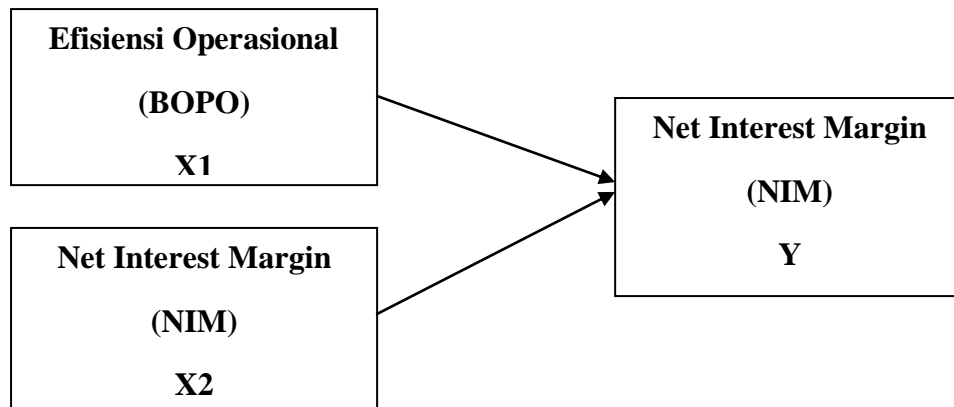 Efisiensi Operasional
(BOPO)
X1
Net Interest Margin
(NIM)
Y
Net Interest Margin
(NIM)
X2